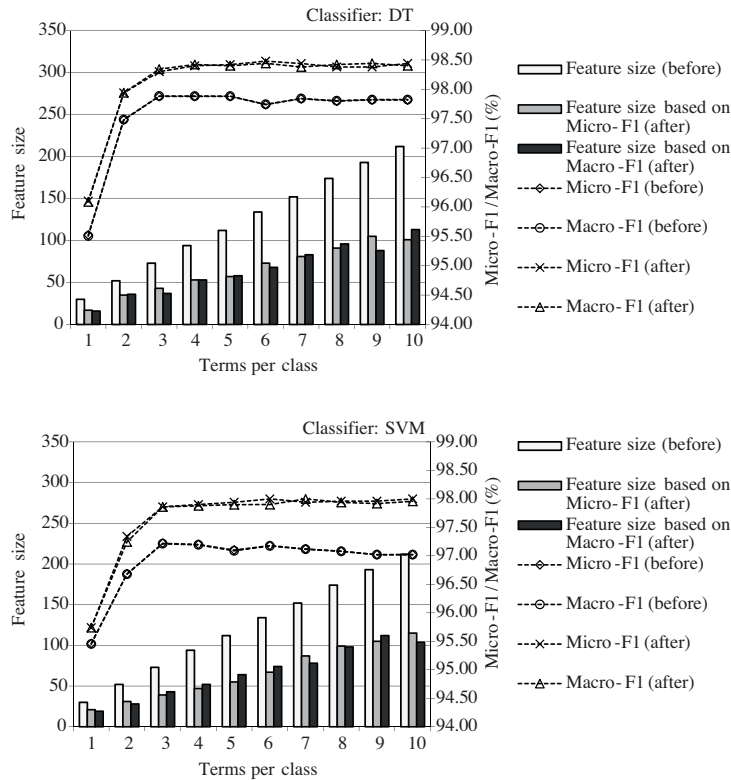 Classifier: DT
350
300
250
200
150
100
50
0
Feature size
1 2 3 4 5 6 7 8 9 10
Terms per class
99.00
98.50
98.00
97.50
97.00
96.50
96.00
95.50
95.00
94.50
94.00
Micro-F1/Macro-F1(%)
Feature size (before)
Feature size based on
Micro-F1 (after)
Feature size based on
Macro-F1 (after)
Micro-F1 (before)
Macro-F1 (before)
Micro-F1 (after)
Macro-F1 (after)
Classifier: SVM
350
300
250
200
150
100
50
0
Feature size
1 2 3 4 5 6 7 8 9 10
Terms per class
99.00
98.50
98.00
97.50
97.00
96.50
96.00
95.50
95.00
94.50
94.00
Micro-F1/Macro-F1(%)
Feature size (before)
Feature size based on
Micro-F1 (after)
Feature size based on
Macro-F1 (after)
Micro-F1 (before)
Macro-F1 (before)
Micro-F1 (after)
Macro-F1 (after)